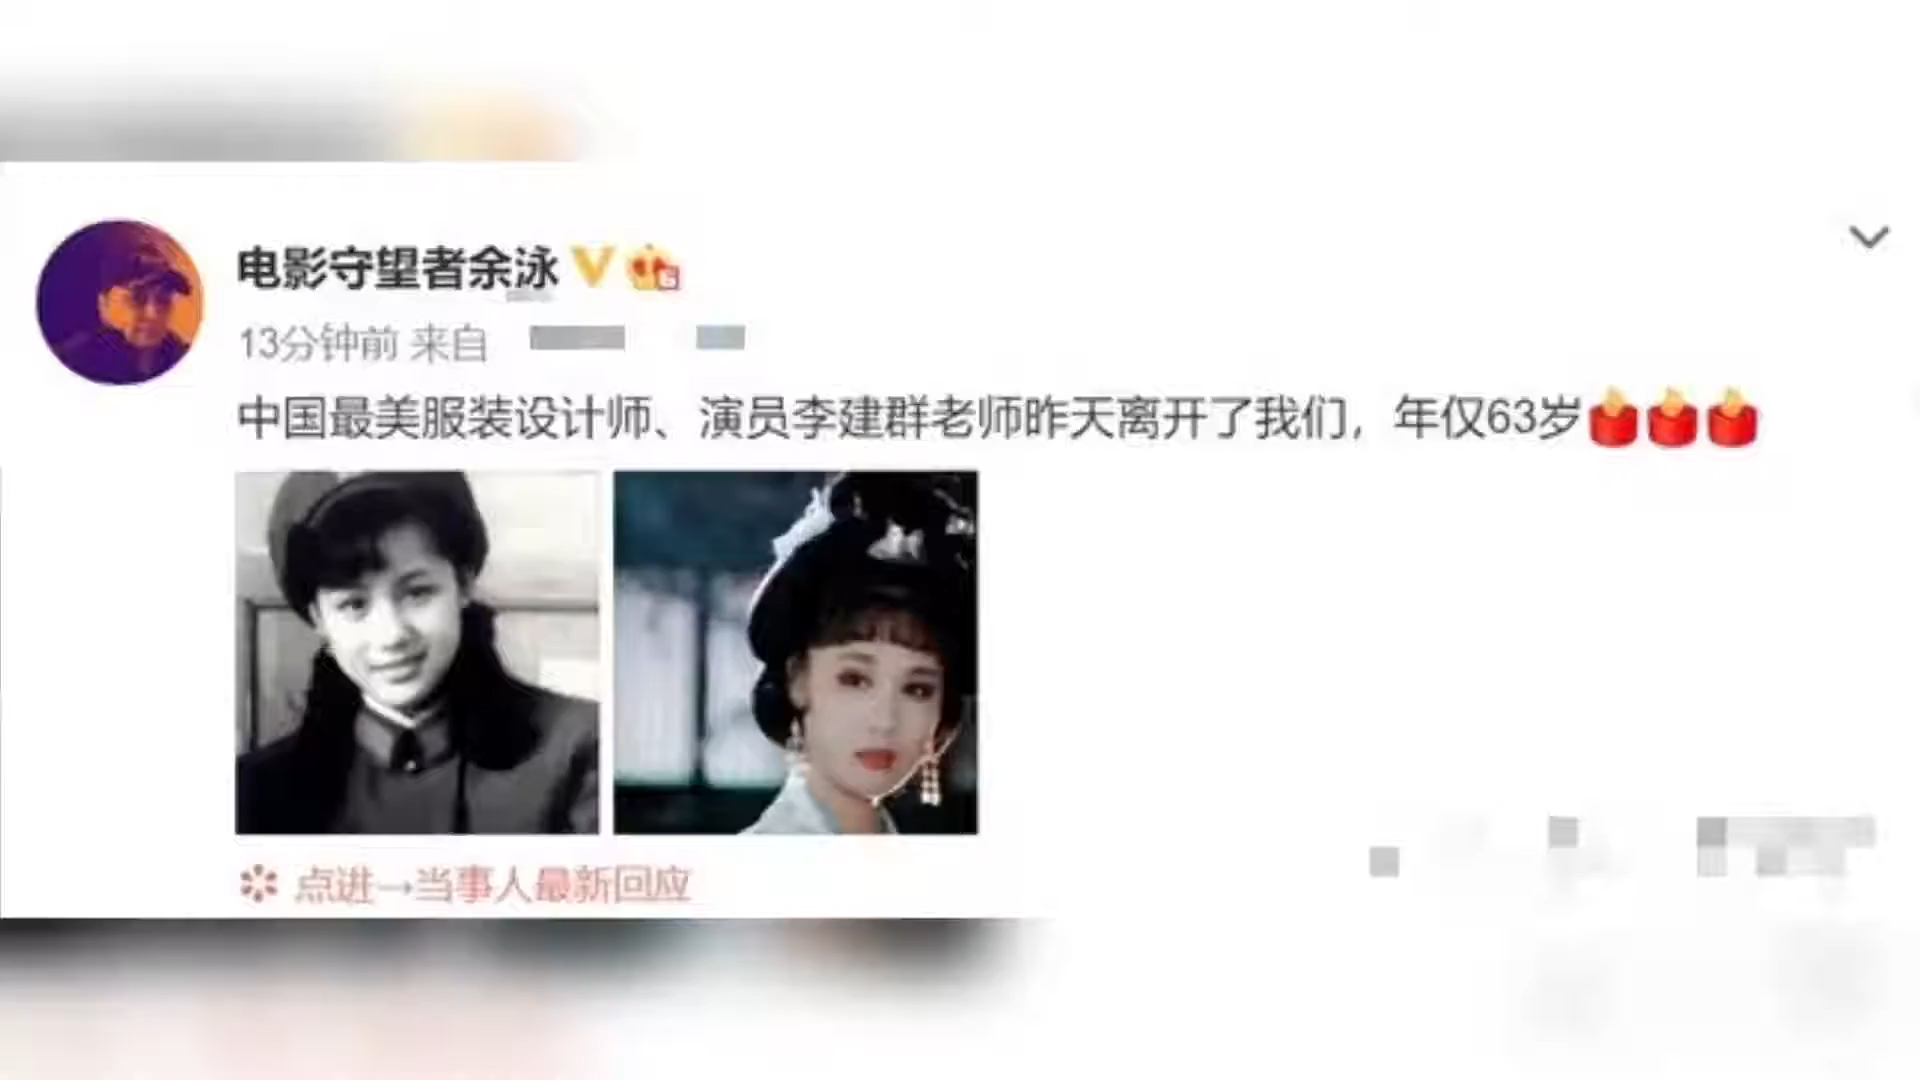 电影守望者余泳
13分钟前 来自
中国最美服装设计师、演员李建群老师昨天离开了我们，年仅63岁
点进→当事人最新回应